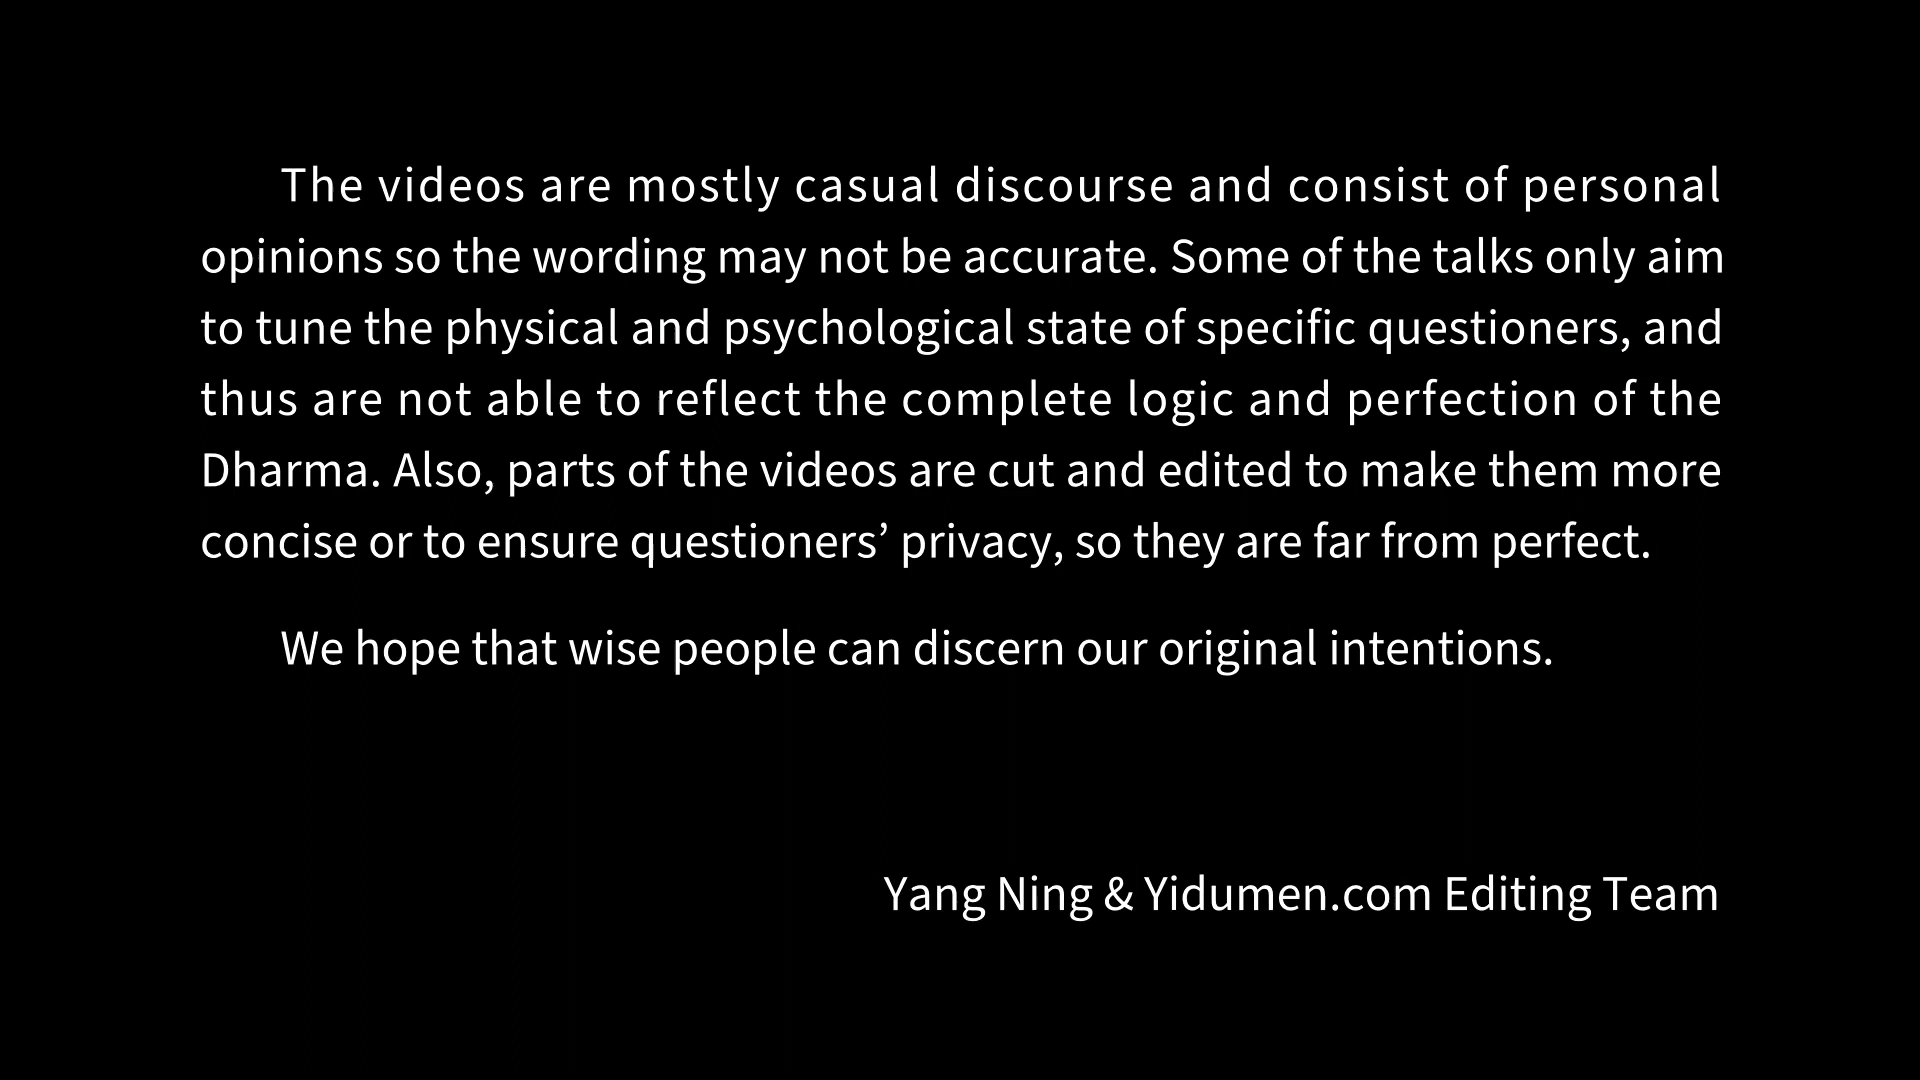 The videos are mostly casual discourse and consist of personal
opinions so the wording may not be accurate. Some of the talks only aim
to tune the physical and psychological state of specific questioners, and
thus are not able to reflect the complete logic and perfection of the
Dharma. Also, parts of the videos are cut and edited to make them more
concise or to ensure questioners’ privacy, so they are far from perfect.
We hope that wise people can discern our original intentions.
Yang Ning & Yidumen.com Editing Team